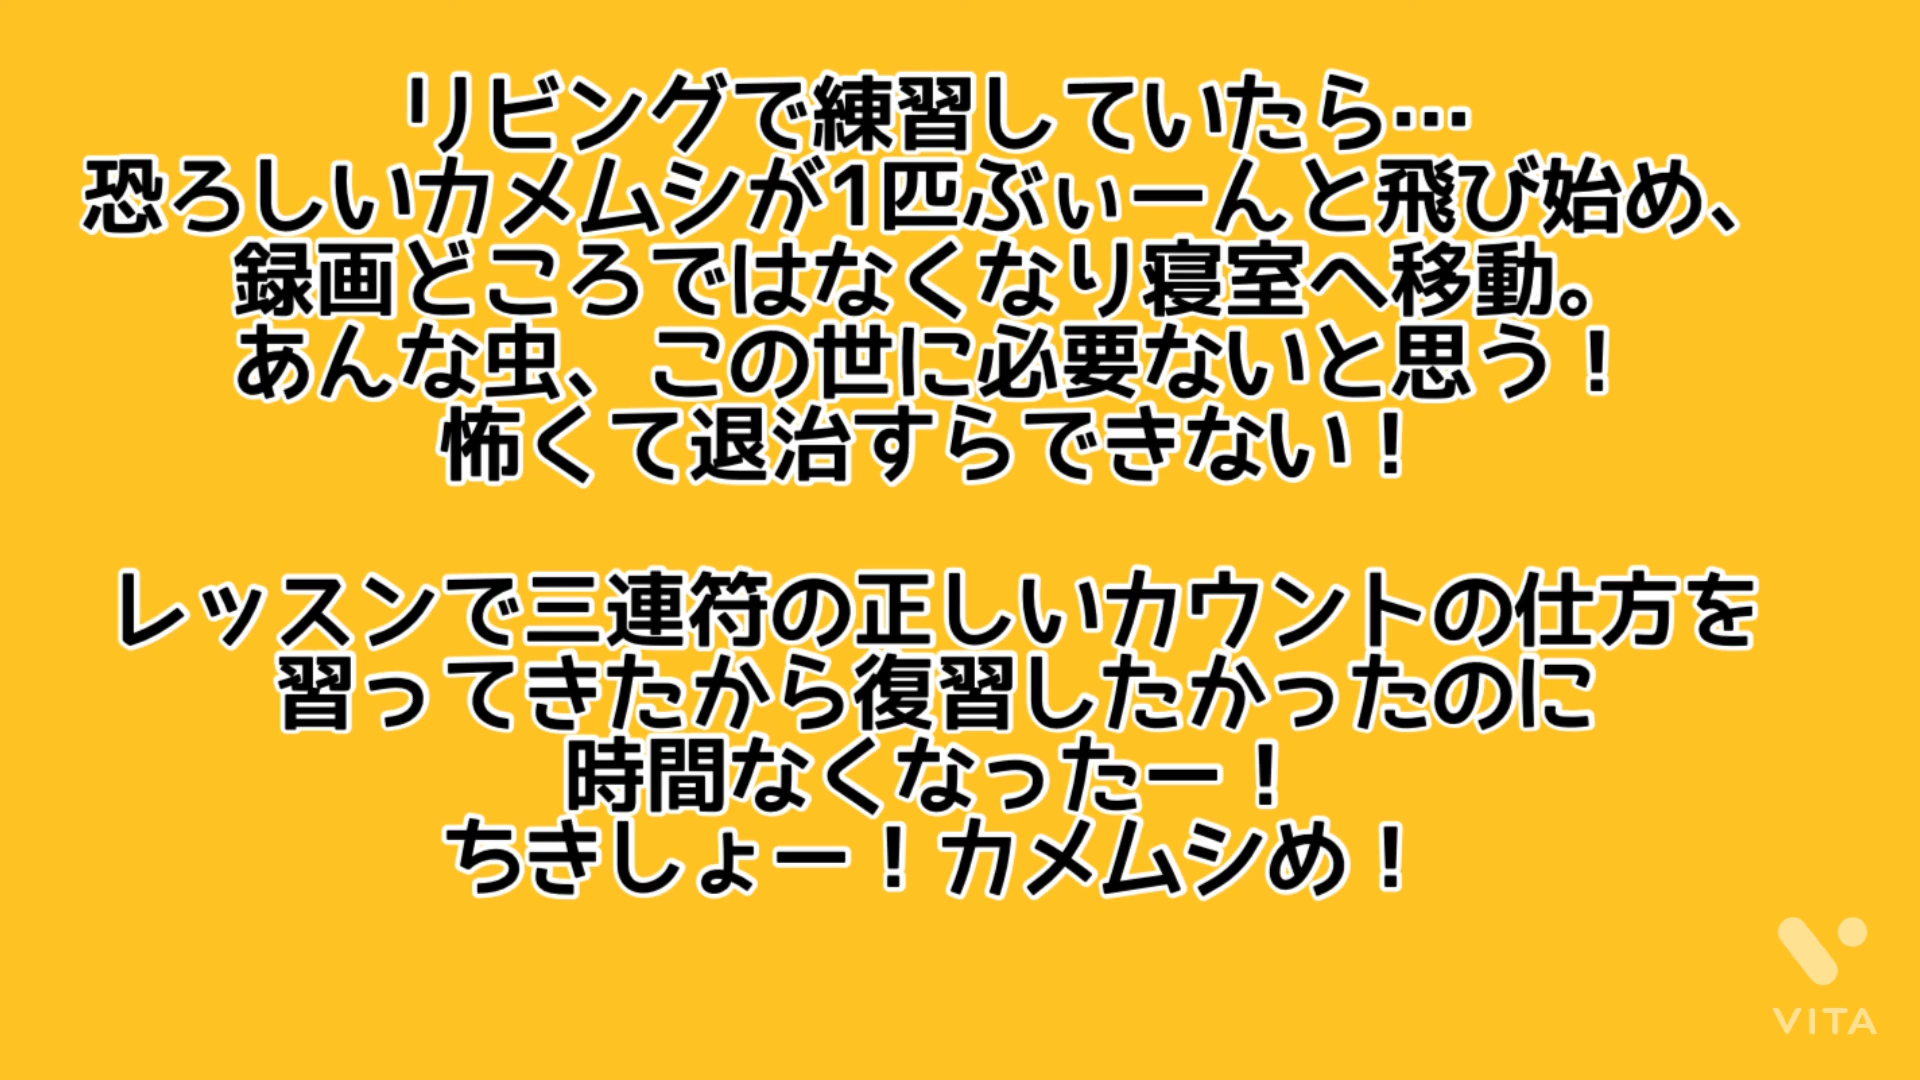 リビングで練習していたら…
恐ろしいカメムシが1匹ぶぃーんと飛び始め、
録画どころではなくなり寝室へ移動。
あんな虫、この世に必要ないと思う！
怖くて退治すらできない！
レッスンで三連符の正しいカウントの仕方を
習ってきたから復習したかったのに
時間なくなったー！
ちきしょー！カメムシめ！
VITA